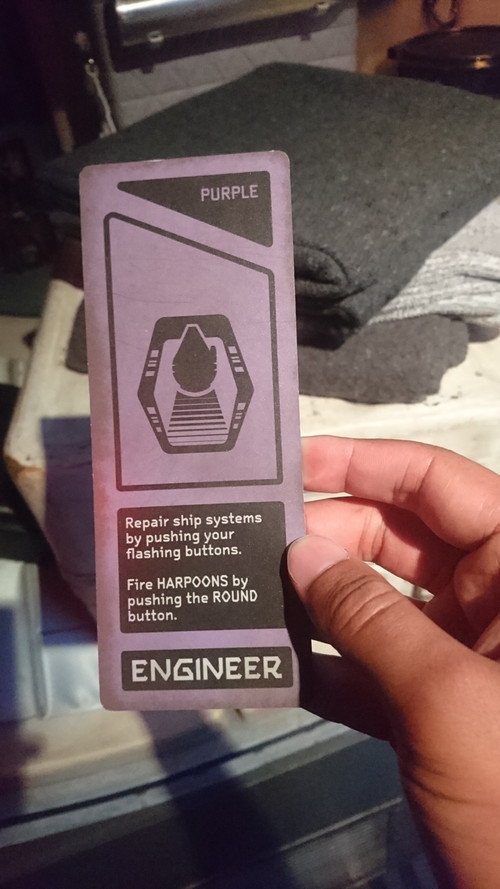 PURPLE
Repair ship systems
by pushing your
flashing buttons.
Fire HARPOONS by
pushing the ROUND
button.
ENGINEER